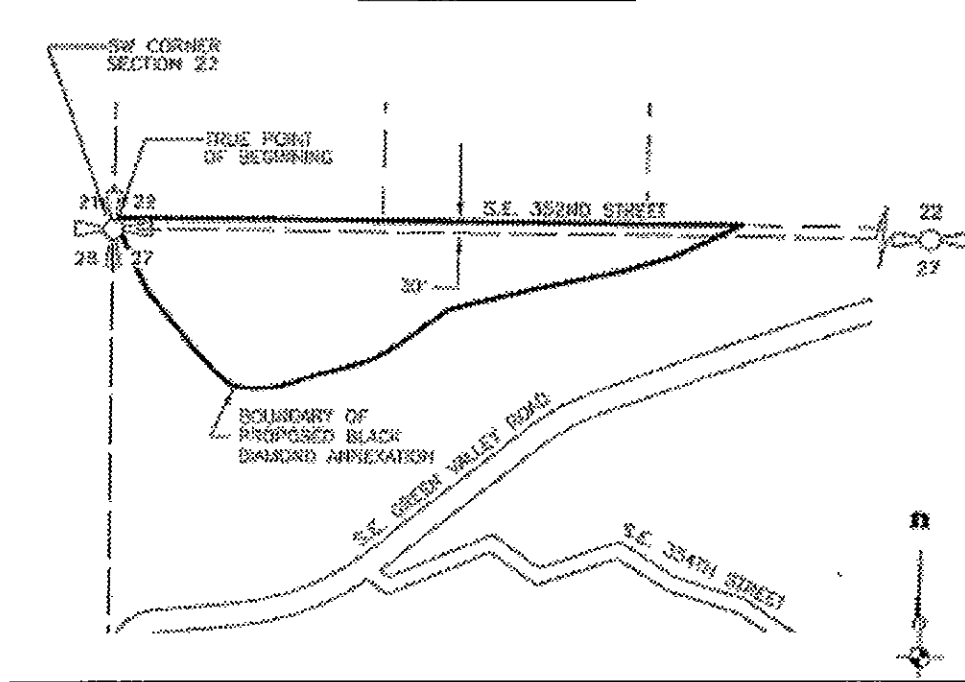 SW CORNER
SECTION 22
TRUE POINT
OF BEGINNING
21 22
28 27
S.E. 352ND STREET
22
27
30'
BOUNDARY OF
PROPOSED BLACK
DIAMOND ANNEXATION
S.E. GREEN VALLEY ROAD
S.E. 354TH STREET
n